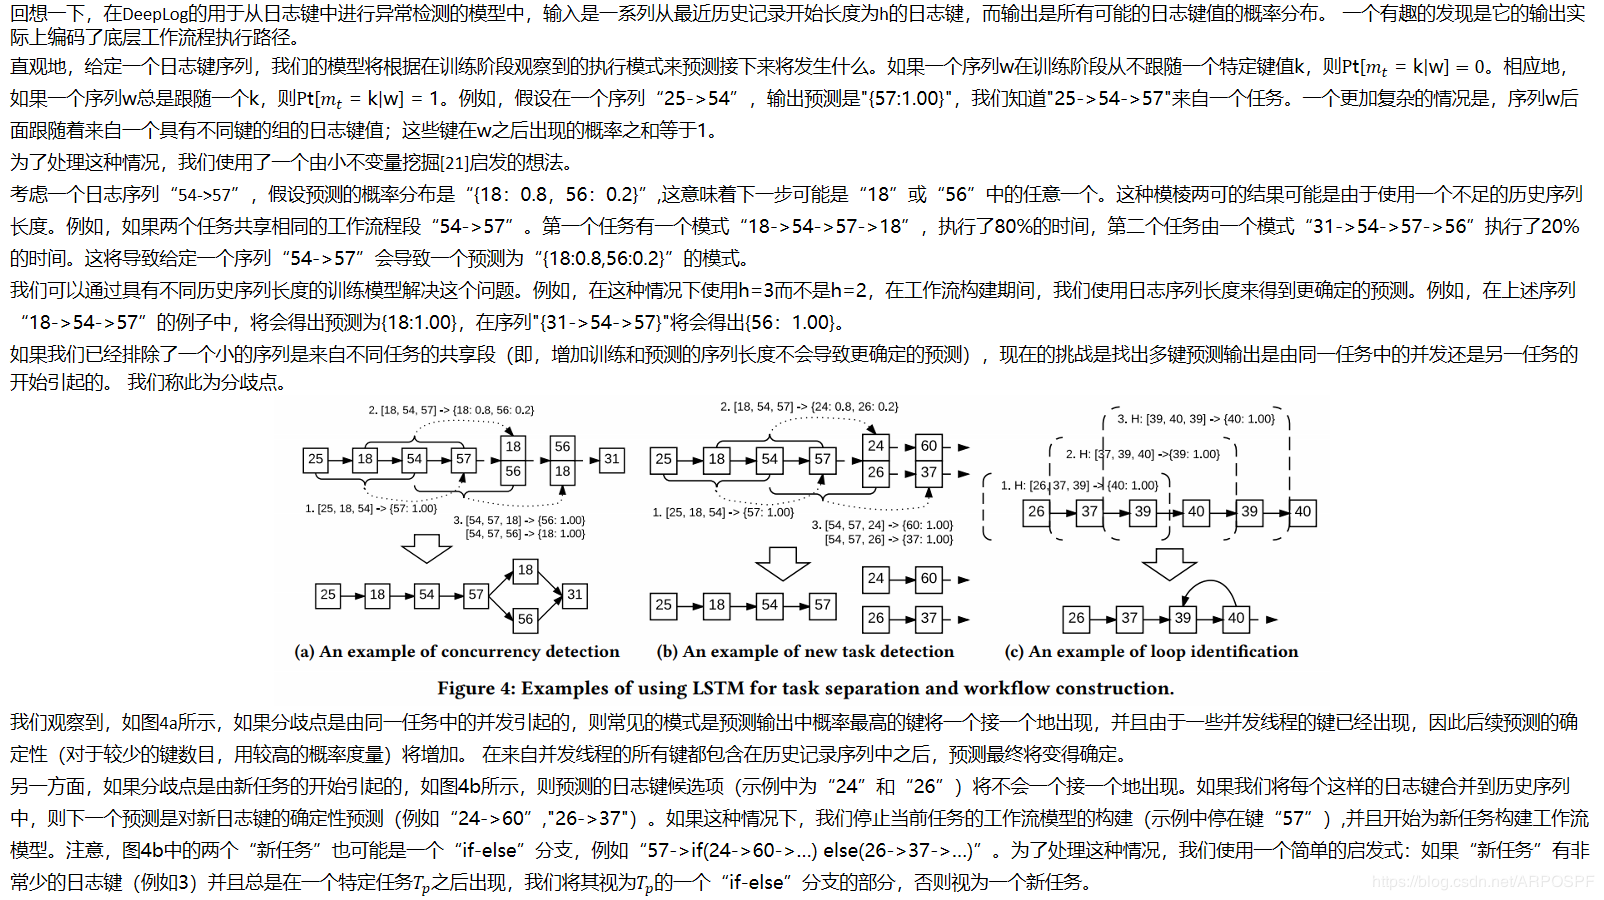 回想一下，在DeepLog的用于从日志键中进行异常检测的模型中，输入是一系列从最近历史记录开始长度为h的日志键，而输出是所有可能的日志键值的概率分布。 一个有趣的发现是它的输出实
际上编码了底层工作流程执行路径。
直观地，给定一个日志键序列，我们的模型将根据在训练阶段观察到的执行模式来预测接下来将发生什么。如果一个序列w在训练阶段从不跟随一个特定键值k，则Pt[m_t = k|w] = 0。相应地，
如果一个序列w总是跟随一个k，则Pt[m_t = k|w] = 1。例如，假设在一个序列“25->54”，输出预测是"{57:1.00}"，我们知道"25->54->57"来自一个任务。一个更加复杂的情况是，序列w后
面跟随着来自一个具有不同键的组的日志键值；这些键在w之后出现的概率之和等于1。
为了处理这种情况，我们使用了一个由小不变量挖掘[21]启发的想法。
考虑一个日志序列“54->57”，假设预测的概率分布是“{18：0.8，56：0.2}”,这意味着下一步可能是“18”或“56”中的任意一个。这种模棱两可的结果可能是由于使用一个不足的历史序列
长度。例如，如果两个任务共享相同的工作流程段“54->57”。第一个任务有一个模式“18->54->57->18”，执行了80%的时间，第二个任务由一个模式“31->54->57->56”执行了20%
的时间。这将导致给定一个序列“54->57”会导致一个预测为“{18:0.8,56:0.2}”的模式。
我们可以通过具有不同历史序列长度的训练模型解决这个问题。例如，在这种情况下使用h=3而不是h=2，在工作流构建期间，我们使用日志序列长度来得到更确定的预测。例如，在上述序列
“18->54->57”的例子中，将会得出预测为{18:1.00}，在序列"{31->54->57}"将会得出{56：1.00}。
如果我们已经排除了一个小的序列是来自不同任务的共享段（即，增加训练和预测的序列长度不会导致更确定的预测），现在的挑战是找出多键预测输出是由同一任务中的并发还是另一任务的
开始引起的。 我们称此为分歧点。
2. [18, 54, 57] -> {18: 0.8, 56: 0.2}
25 18 54 57 18 56 56 18 31
1. [25, 18, 54] -> {57: 1.00}
3. [54, 57, 18] -> {56: 1.00}
[54, 57, 56] -> {18: 1.00}
25 18 54 57 18 56 31
(a) An example of concurrency detection
2. [18, 54, 57] -> {24: 0.8, 26: 0.2}
25 18 54 57 24 60 26 37
1. [25, 18, 54] -> {57: 1.00}
3. [54, 57, 24] -> {60: 1.00}
[54, 57, 26] -> {37: 1.00}
25 18 54 57 24 60 26 37
(b) An example of new task detection
3. H: [39, 40, 39] -> {40: 1.00}
2. H: [37, 39, 40] ->{39: 1.00}
1. H: [26, 37, 39] -> {40: 1.00}
26 37 39 40 39 40
26 37 39 40
(c) An example of loop identification
Figure 4: Examples of using LSTM for task separation and workflow construction.
我们观察到，如图4a所示，如果分歧点是由同一任务中的并发引起的，则常见的模式是预测输出中概率最高的键将一个接一个地出现，并且由于一些并发线程的键已经出现，因此后续预测的确
定性（对于较少的键数目，用较高的概率度量）将增加。 在来自并发线程的所有键都包含在历史记录序列中之后，预测最终将变得确定。
另一方面，如果分歧点是由新任务的开始引起的，如图4b所示，则预测的日志键候选项（示例中为“24”和“26”）将不会一个接一个地出现。如果我们将每个这样的日志键合并到历史序列
中，则下一个预测是对新日志键的确定性预测（例如“24->60”,"26->37"）。如果这种情况下，我们停止当前任务的工作流模型的构建（示例中停在键“57”）,并且开始为新任务构建工作流
模型。注意，图4b中的两个“新任务”也可能是一个“if-else”分支，例如“57->if(24->60->...) else(26->37->...)”。为了处理这种情况，我们使用一个简单的启发式：如果“新任务”有非
常少的日志键（例如3）并且总是在一个特定任务T_p之后出现，我们将其视为T_p的一个“if-else”分支的部分，否则视为一个新任务。
https://blog.csdn.net/ARPOSPF